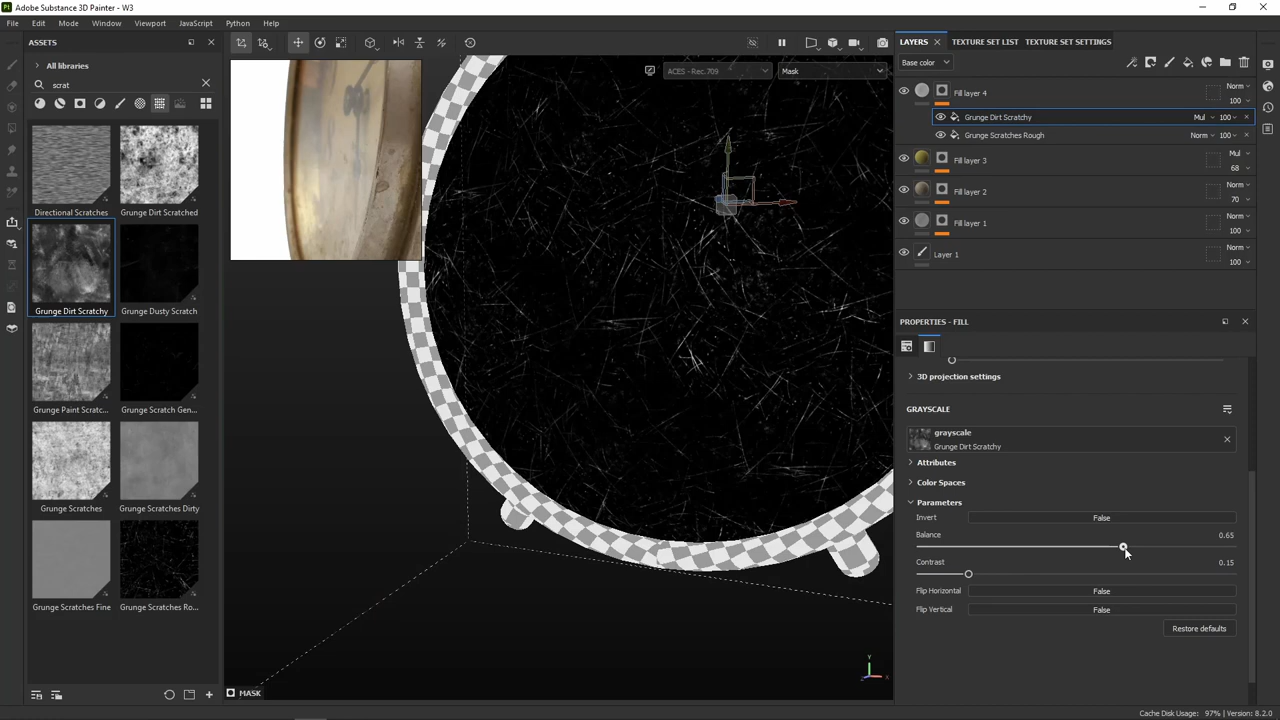 Adobe Substance 3D Painter - W3
File Edit Mode Window Viewport JavaScript Python Help
ASSETS
All libraries
scrat
Directional Scratches
Grunge Dirt Scratched
Grunge Dirt Scratchy
Grunge Dusty Scratch
Grunge Paint Scratc...
Grunge Scratch Gen...
Grunge Scratches
Grunge Scratches Dirty
Grunge Scratches Fine
Grunge Scratches Ro...
ACES - Rec.709
Mask
MASK
Y
X
Z
LAYERS
TEXTURE SET LIST
TEXTURE SET SETTINGS
Base color
Fill layer 4
Norm
100
Grunge Dirt Scratchy
Mul
100
Grunge Scratches Rough
Norm
100
Fill layer 3
Mul
68
Fill layer 2
Norm
70
Fill layer 1
Norm
100
Layer 1
Norm
100
PROPERTIES - FILL
3D projection settings
GRAYSCALE
grayscale
Grunge Dirt Scratchy
Attributes
Color Spaces
Parameters
Invert
False
Balance
0.65
Contrast
0.15
Flip Horizontal
False
Flip Vertical
False
Restore defaults
Cache Disk Usage: 97% | Version: 8.2.0